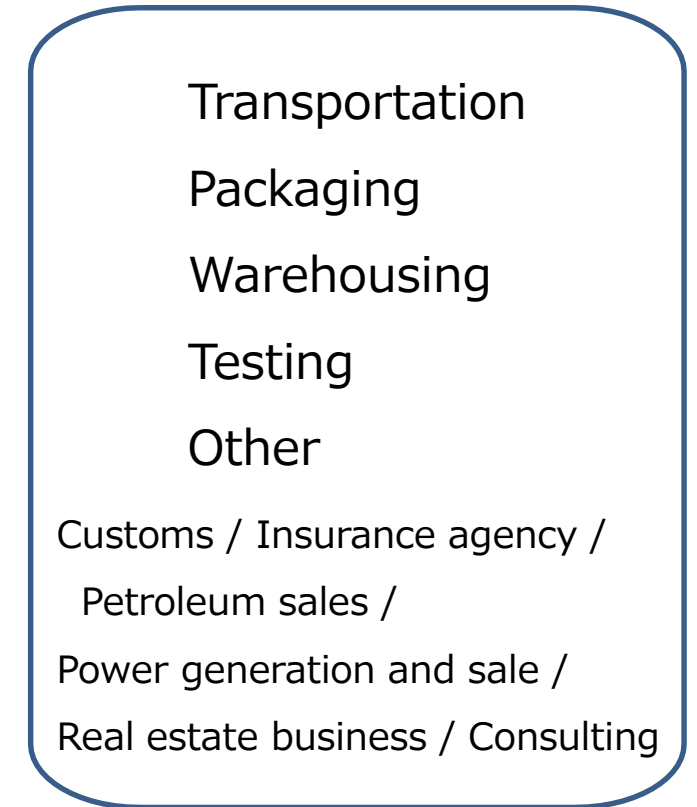 Transportation
Packaging
Warehousing
Testing
Other
Customs / Insurance agency /
Petroleum sales /
Power generation and sale /
Real estate business / Consulting